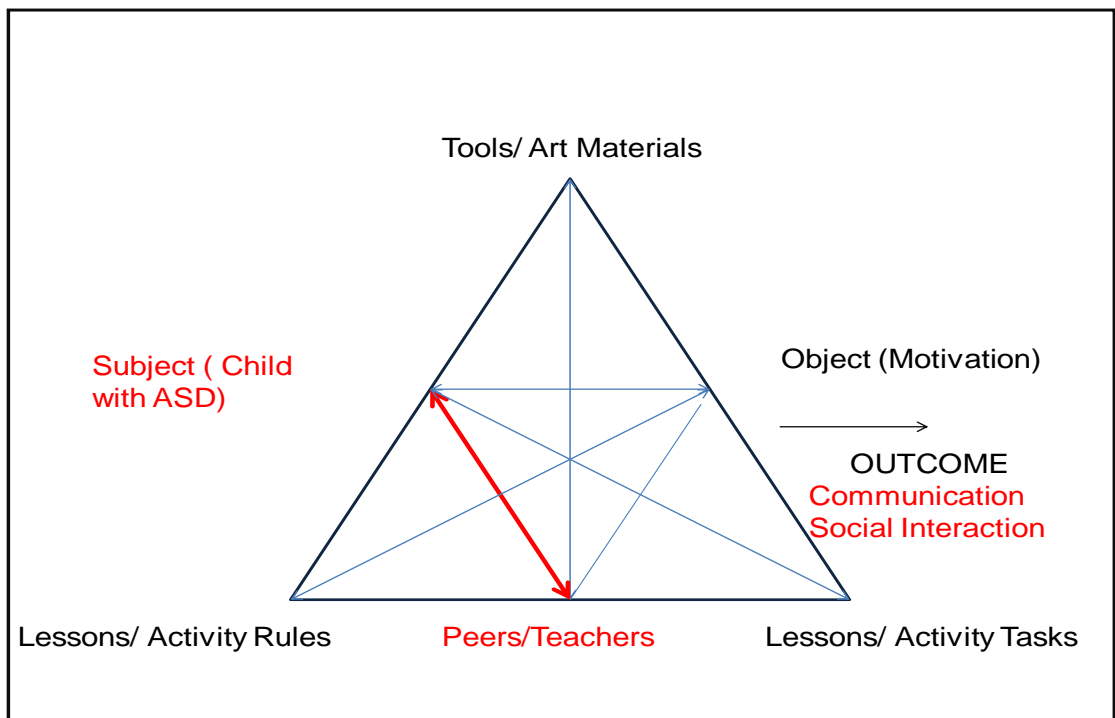 Tools/ Art Materials
Subject ( Child
with ASD)
Object (Motivation)
OUTCOME
Communication
Social Interaction
Lessons/ Activity Rules
Peers/Teachers
Lessons/ Activity Tasks